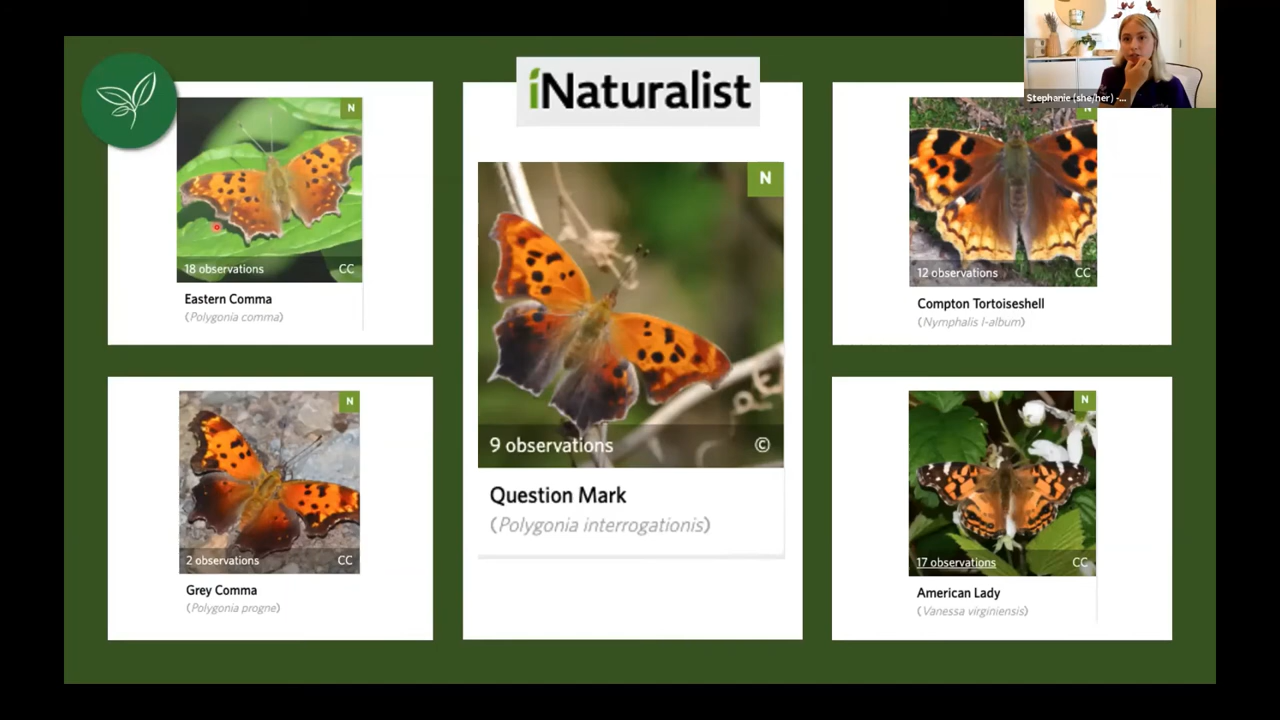 iNaturalist
Stephanie (she/her) -...
N
18 observations CC
Eastern Comma
(Polygonia comma)
N
9 observations ©
Question Mark
(Polygonia interrogationis)
N
12 observations CC
Compton Tortoiseshell
(Nymphalis l-album)
N
2 observations CC
Grey Comma
(Polygonia progne)
N
17 observations CC
American Lady
(Vanessa virginiensis)